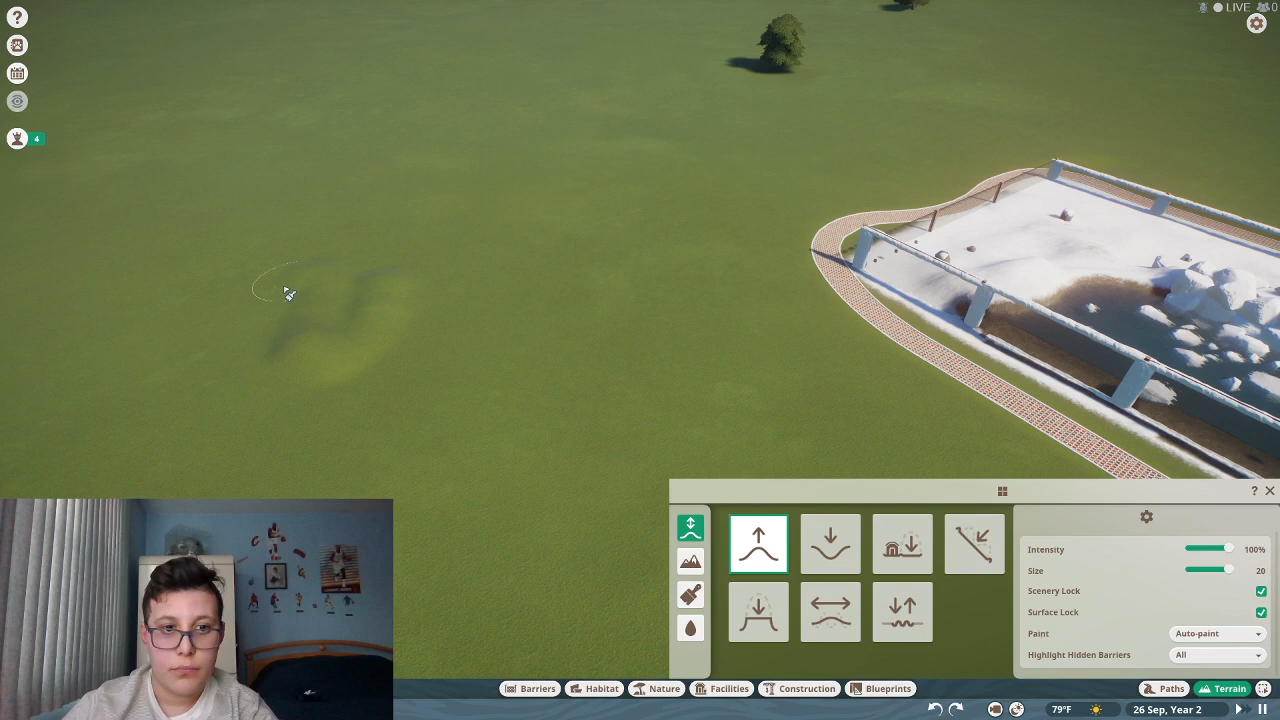 LIVE 0
4
Intensity 100%
Size 20
Scenery Lock
Surface Lock
Paint Auto-paint
Highlight Hidden Barriers All
Barriers Habitat Nature Facilities Construction Blueprints Paths Terrain
79°F 26 Sep, Year 2